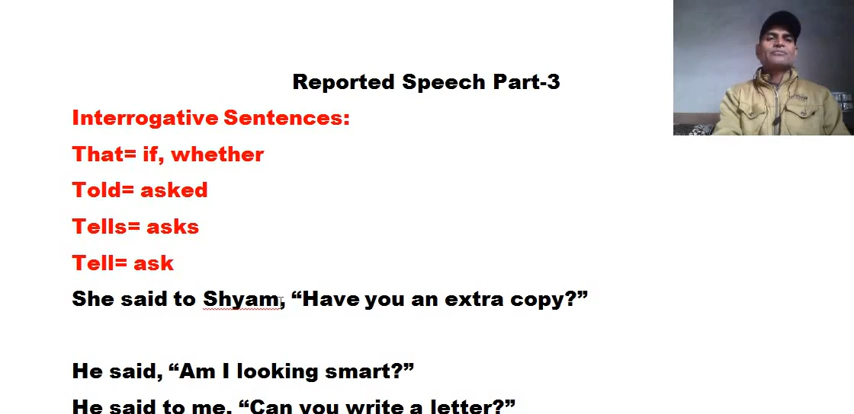 Reported Speech Part-3
Interrogative Sentences:
That= if, whether
Told= asked
Tells= asks
Tell= ask
She said to Shyam, “Have you an extra copy?”
He said, “Am I looking smart?”
He said to me, “Can you write a letter?”